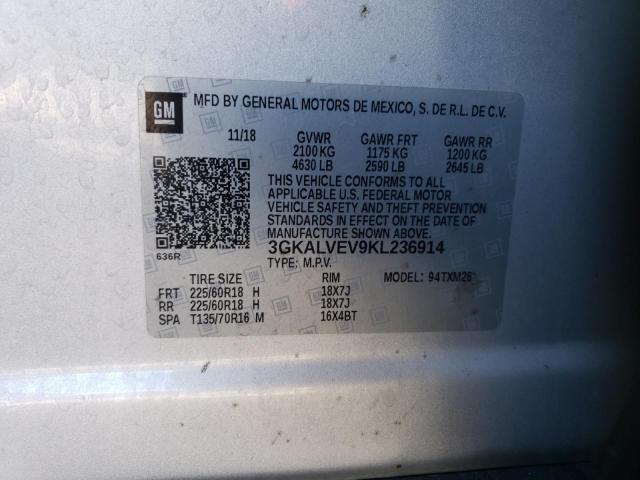 GM
MFD BY GENERAL MOTORS DE MEXICO, S. DE R.L. DE C.V.
11/18 GVWR GAWR FRT GAWR RR
2100 KG 1175 KG 1200 KG
4630 LB 2590 LB 2645 LB
THIS VEHICLE CONFORMS TO ALL
APPLICABLE U.S. FEDERAL MOTOR
VEHICLE SAFETY AND THEFT PREVENTION
STANDARDS IN EFFECT ON THE DATE OF
MANUFACTURE SHOWN ABOVE.
636R
3GKALVEV9KL236914
TYPE: M.P.V. MODEL: 94TXM26
TIRE SIZE RIM
FRT 225/60R18 H 18X7J
RR 225/60R18 H 18X7J
SPA T135/70R16 M 16X4BT